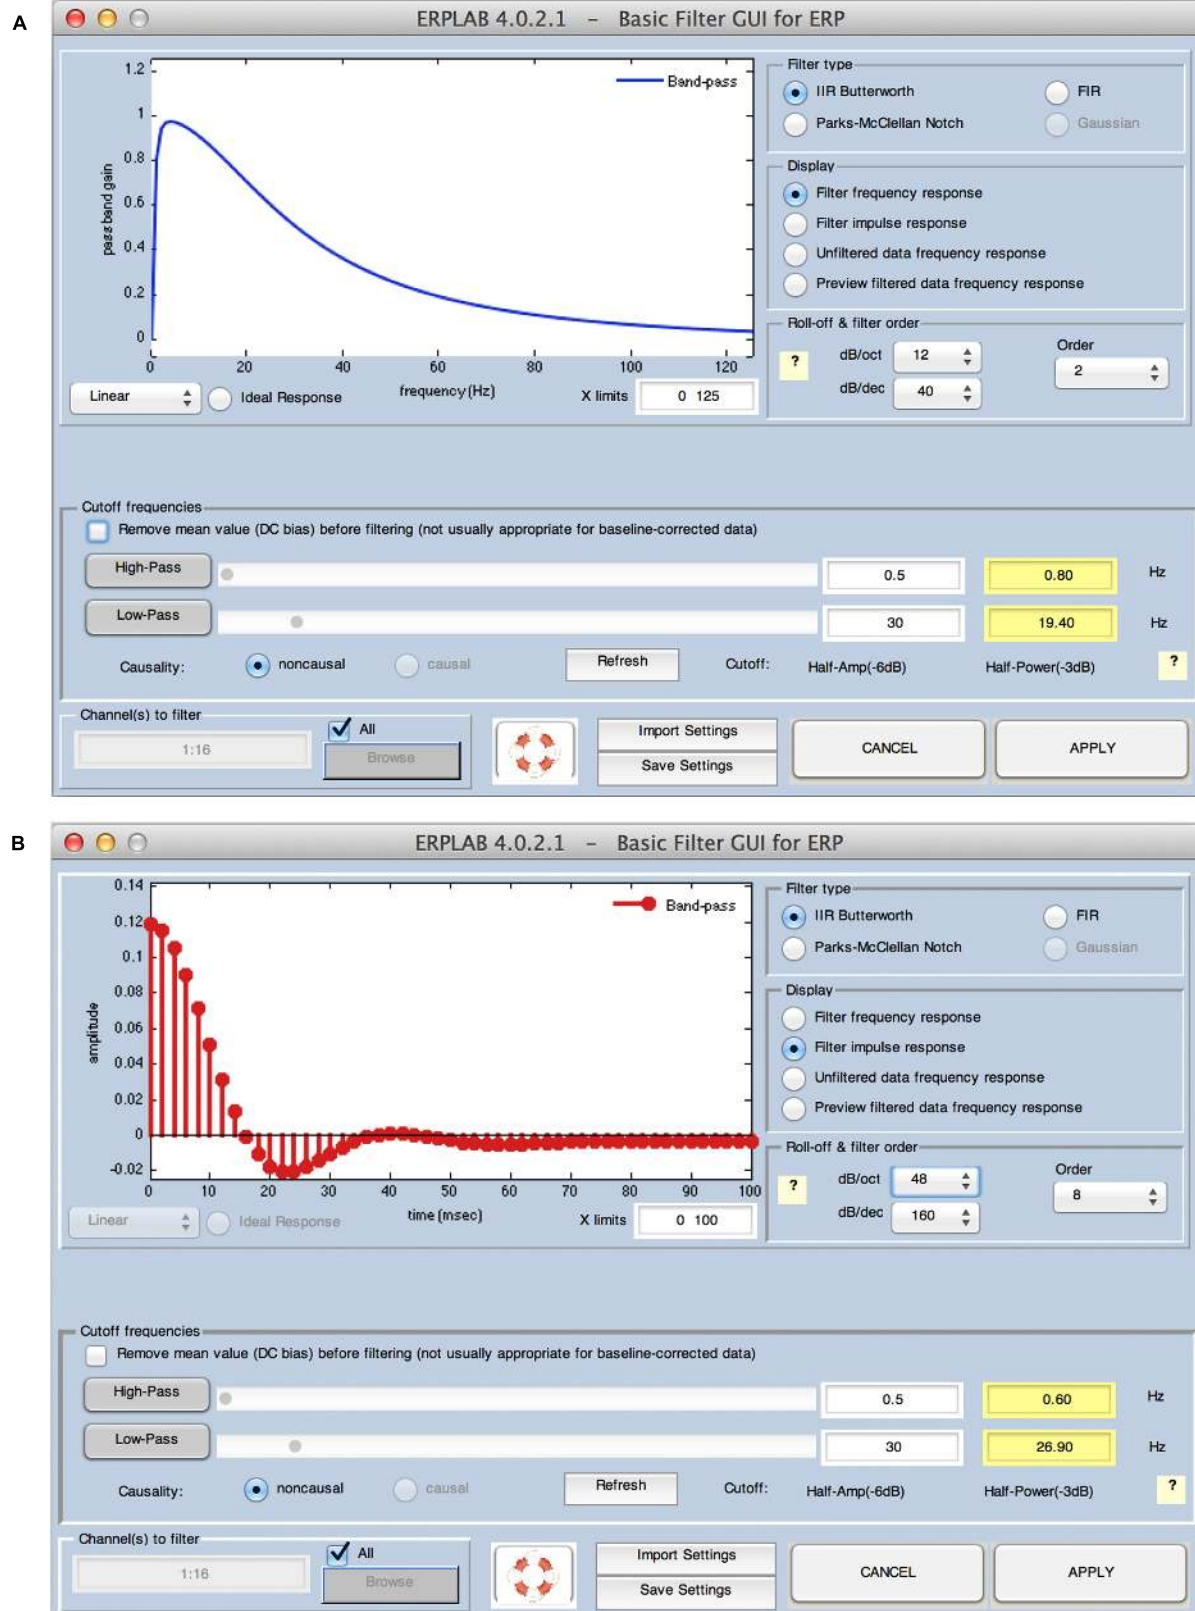 A
ERPLAB 4.0.2.1 – Basic Filter GUI for ERP
1.2
1
0.8
0.6
0.4
0.2
0
pass band gain
Band-pass
0 20 40 60 80 100 120
frequency (Hz)
Linear
Ideal Response
X limits
0 125
Filter type
IIR Butterworth
FIR
Parks-McClellan Notch
Gaussian
Display
Filter frequency response
Filter impulse response
Unfiltered data frequency response
Preview filtered data frequency response
Roll-off & filter order
?
dB/oct
12
dB/dec
40
Order
2
Cutoff frequencies
Remove mean value (DC bias) before filtering (not usually appropriate for baseline-corrected data)
High-Pass
0.5
0.80
Hz
Low-Pass
30
19.40
Hz
Causality:
noncausal
causal
Refresh
Cutoff:
Half-Amp(-6dB)
Half-Power(-3dB)
?
Channel(s) to filter
1:16
All
Browse
Import Settings
Save Settings
CANCEL
APPLY
B
ERPLAB 4.0.2.1 – Basic Filter GUI for ERP
0.14
0.12
0.1
0.08
0.06
0.04
0.02
0
-0.02
amplitude
Band-pass
0 10 20 30 40 50 60 70 80 90 100
time (msec)
Linear
Ideal Response
X limits
0 100
Filter type
IIR Butterworth
FIR
Parks-McClellan Notch
Gaussian
Display
Filter frequency response
Filter impulse response
Unfiltered data frequency response
Preview filtered data frequency response
Roll-off & filter order
?
dB/oct
48
dB/dec
160
Order
8
Cutoff frequencies
Remove mean value (DC bias) before filtering (not usually appropriate for baseline-corrected data)
High-Pass
0.5
0.60
Hz
Low-Pass
30
26.90
Hz
Causality:
noncausal
causal
Refresh
Cutoff:
Half-Amp(-6dB)
Half-Power(-3dB)
?
Channel(s) to filter
1:16
All
Browse
Import Settings
Save Settings
CANCEL
APPLY